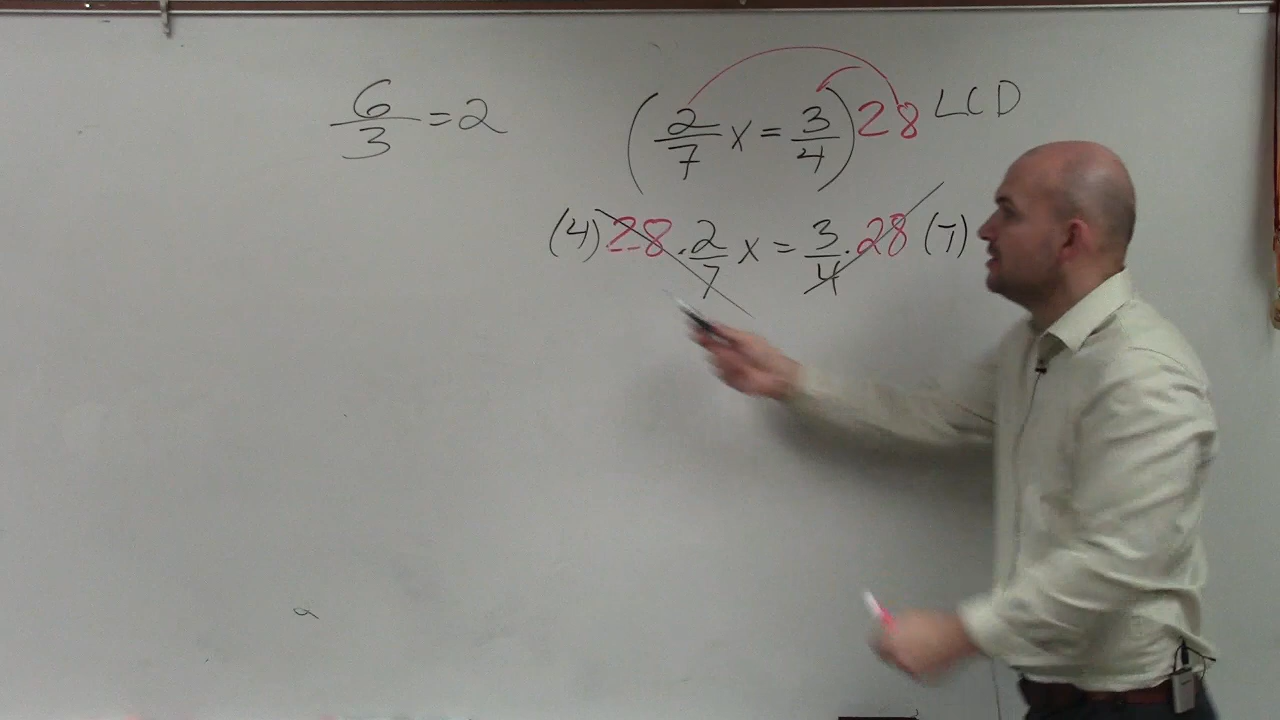 6/3 = 2
(2/7 x = 3/4) 28 LCD
(4) 28 · 2/7 x = 3/4 · 28 (7)